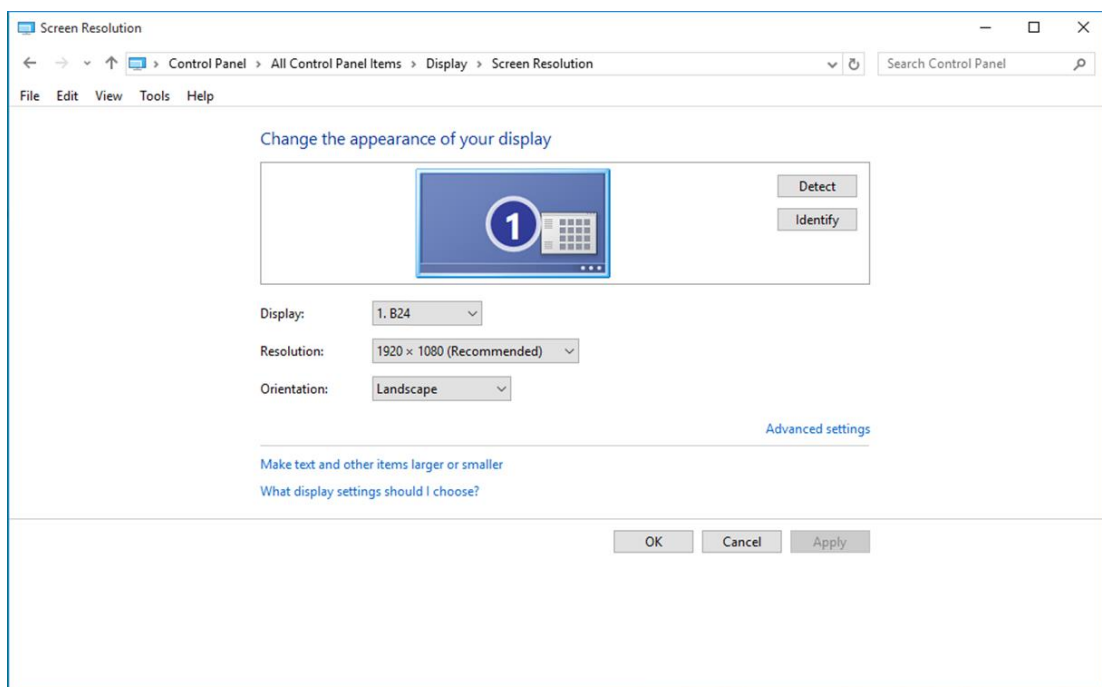 Screen Resolution
Control Panel > All Control Panel Items > Display > Screen Resolution
Search Control Panel
File Edit View Tools Help
Change the appearance of your display
1
Detect
Identify
Display: 1. B24
Resolution: 1920 × 1080 (Recommended)
Orientation: Landscape
Advanced settings
Make text and other items larger or smaller
What display settings should I choose?
OK Cancel Apply